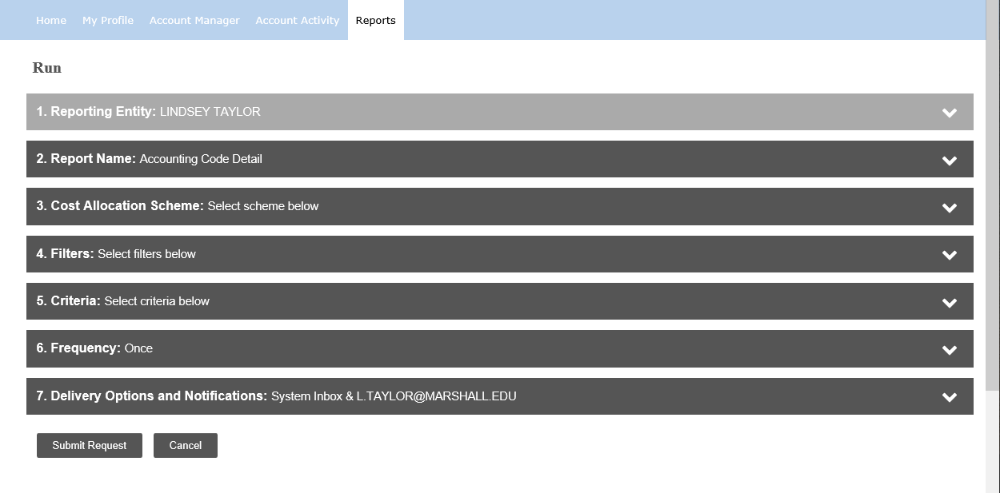 Home My Profile Account Manager Account Activity Reports
Run
1. Reporting Entity: LINDSEY TAYLOR
2. Report Name: Accounting Code Detail
3. Cost Allocation Scheme: Select scheme below
4. Filters: Select filters below
5. Criteria: Select criteria below
6. Frequency: Once
7. Delivery Options and Notifications: System Inbox & L.TAYLOR@MARSHALL.EDU
Submit Request Cancel